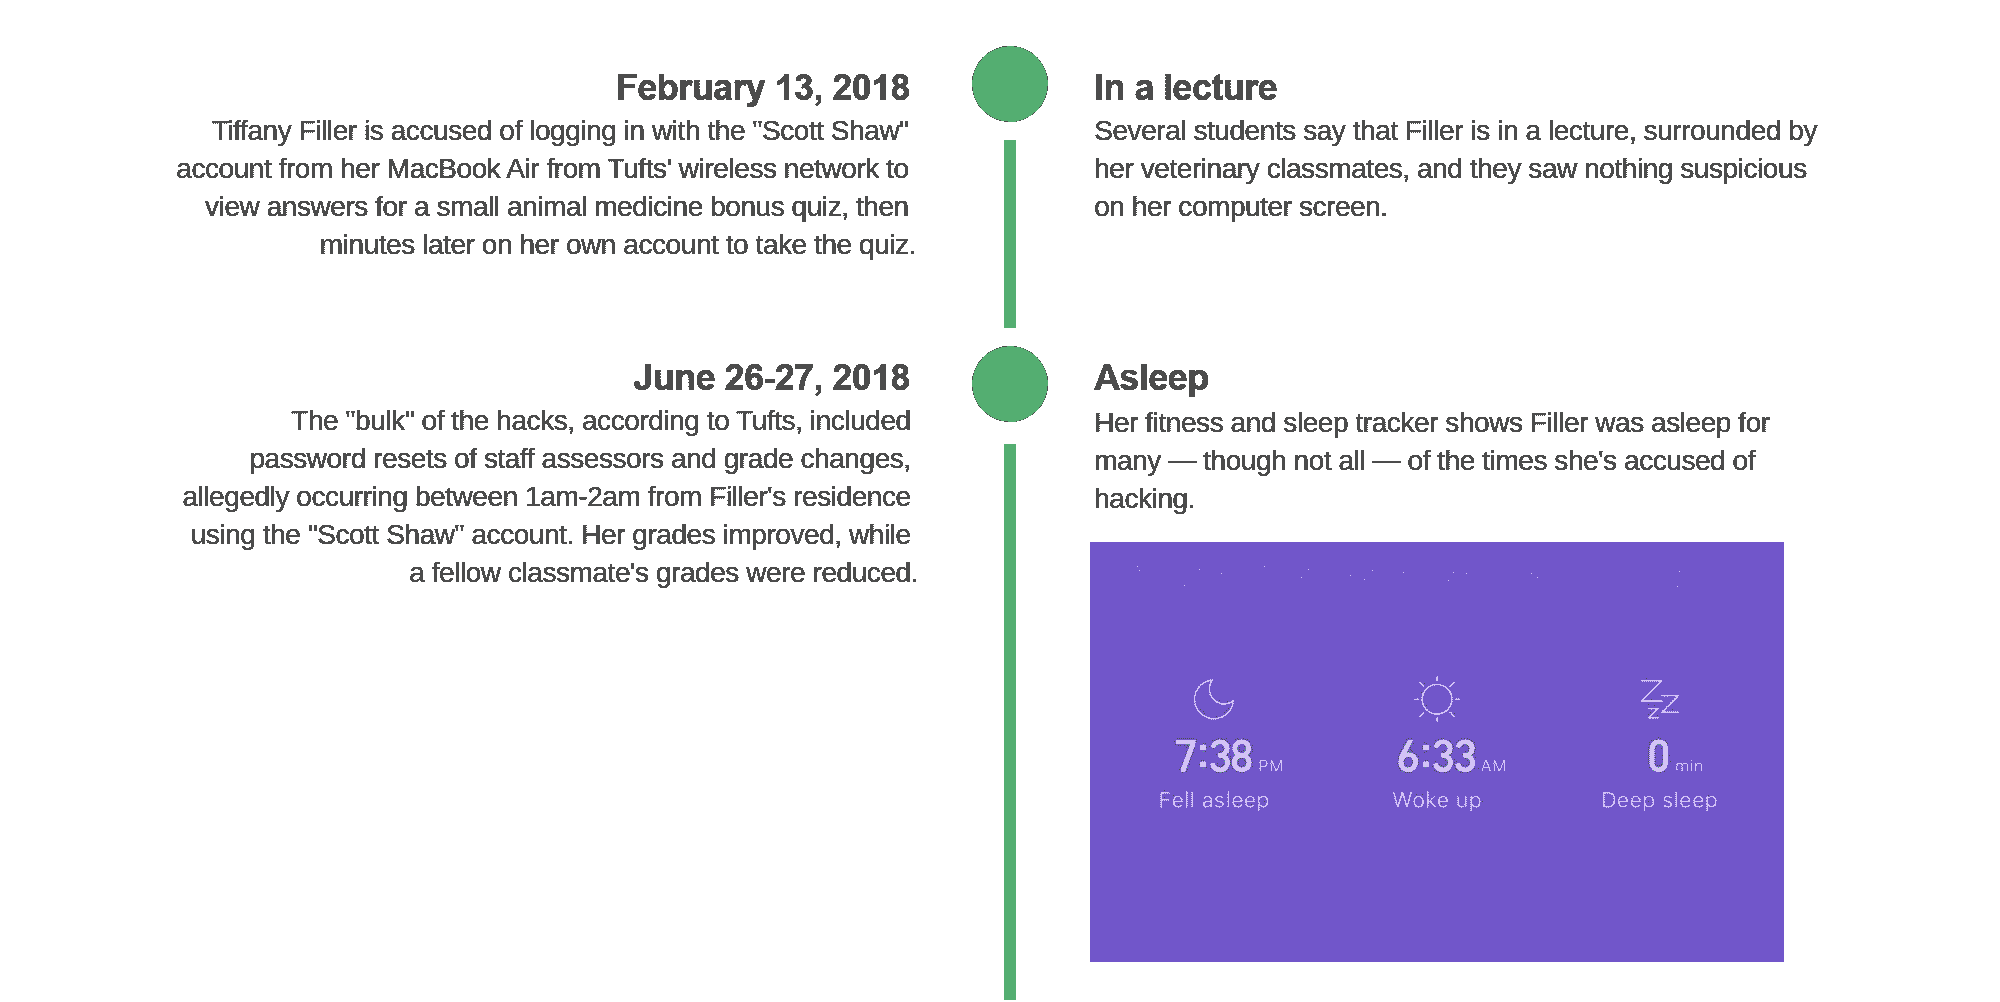 February 13, 2018
Tiffany Filler is accused of logging in with the "Scott Shaw"
account from her MacBook Air from Tufts' wireless network to
view answers for a small animal medicine bonus quiz, then
minutes later on her own account to take the quiz.
In a lecture
Several students say that Filler is in a lecture, surrounded by
her veterinary classmates, and they saw nothing suspicious
on her computer screen.
June 26-27, 2018
The "bulk" of the hacks, according to Tufts, included
password resets of staff assessors and grade changes,
allegedly occurring between 1am-2am from Filler's residence
using the "Scott Shaw" account. Her grades improved, while
a fellow classmate's grades were reduced.
Asleep
Her fitness and sleep tracker shows Filler was asleep for
many — though not all — of the times she's accused of
hacking.
zzZZ
7:38 PM 6:33 AM 0 min
Fell asleep Woke up Deep sleep